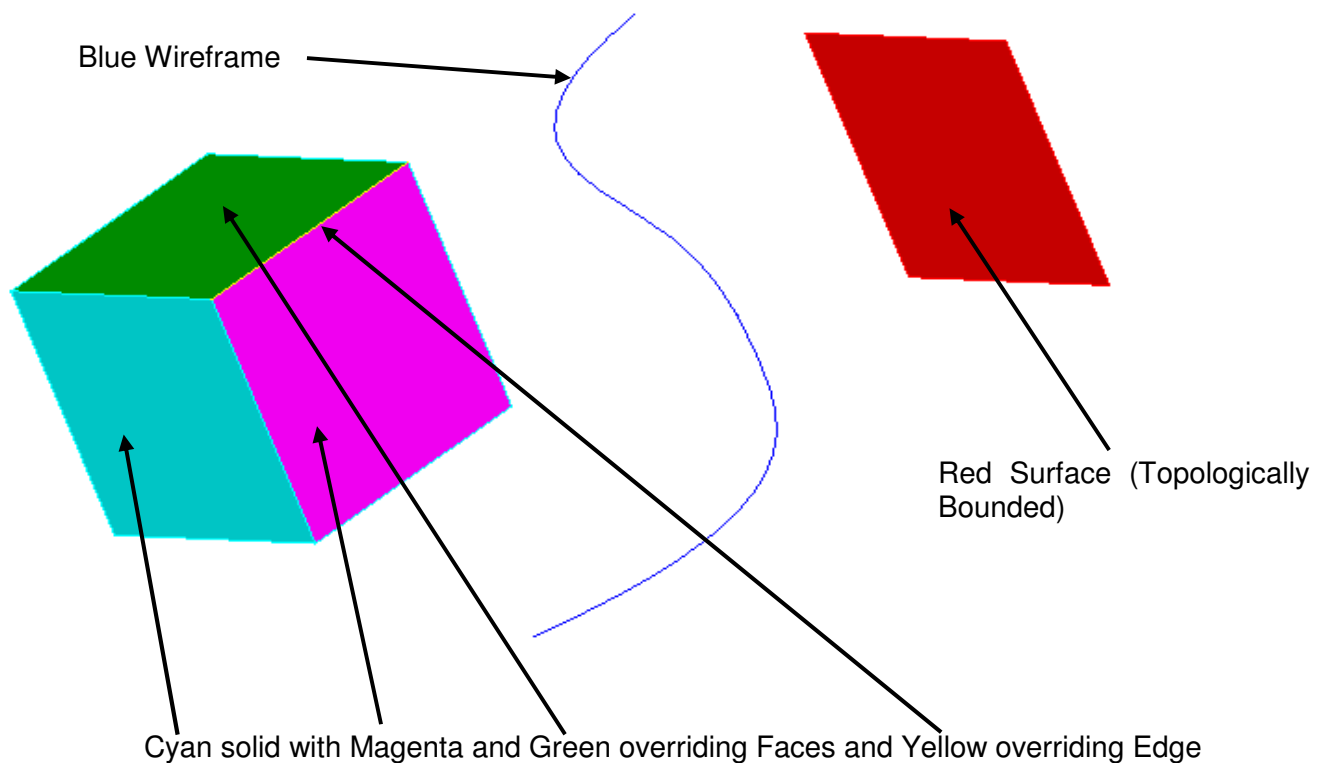 Blue Wireframe
Red Surface (Topologically
Bounded)
Cyan solid with Magenta and Green overriding Faces and Yellow overriding Edge